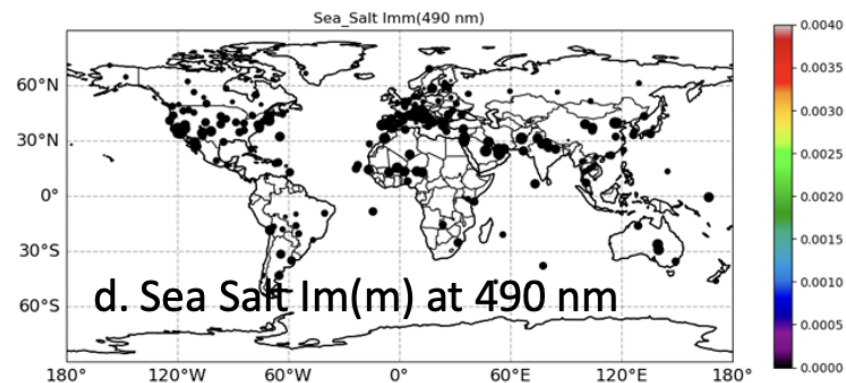 Sea_Salt Imm(490 nm)
60°N
30°N
0°
30°S
60°S
d. Sea Salt Im(m) at 490 nm
180° 120°W 60°W 0° 60°E 120°E 180°
0.0040
0.0035
0.0030
0.0025
0.0020
0.0015
0.0010
0.0005
0.0000